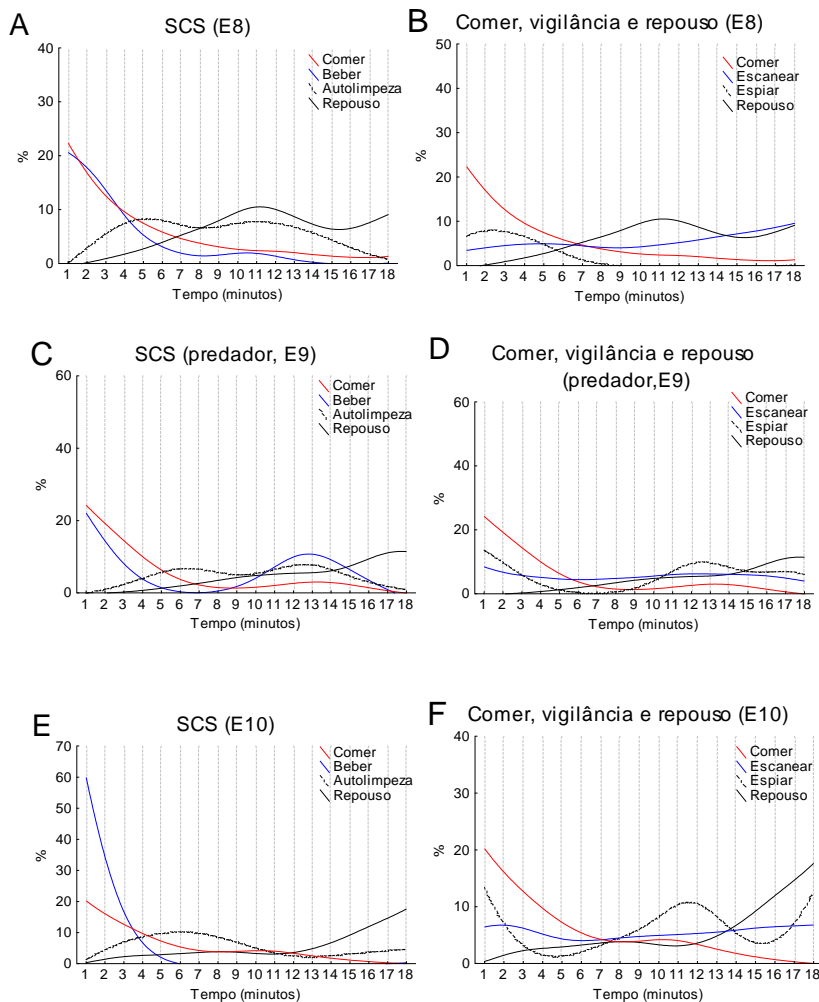 A
SCS (E8)
Comer
Beber
Autolimpeza
Repouso
40
30
20
10
0
%
1 2 3 4 5 6 7 8 9 10 11 12 13 14 15 16 17 18
Tempo (minutos)
B
Comer, vigilância e repouso (E8)
Comer
Escanear
Espiar
Repouso
50
40
30
20
10
0
%
1 2 3 4 5 6 7 8 9 10 11 12 13 14 15 16 17 18
Tempo (minutos)
C
SCS (predador, E9)
Comer
Beber
Autolimpeza
Repouso
60
40
20
0
%
1 2 3 4 5 6 7 8 9 10 11 12 13 14 15 16 17 18
Tempo (minutos)
D
Comer, vigilância e repouso
(predador,E9)
Comer
Escanear
Espiar
Repouso
60
40
20
0
%
1 2 3 4 5 6 7 8 9 10 11 12 13 14 15 16 17 18
Tempo (minutos)
E
SCS (E10)
Comer
Beber
Autolimpeza
Repouso
70
60
50
40
30
20
10
0
%
1 2 3 4 5 6 7 8 9 10 11 12 13 14 15 16 17 18
Tempo (minutos)
F
Comer, vigilância e repouso (E10)
Comer
Escanear
Espiar
Repouso
40
30
20
10
0
%
1 2 3 4 5 6 7 8 9 10 11 12 13 14 15 16 17 18
Tempo (minutos)